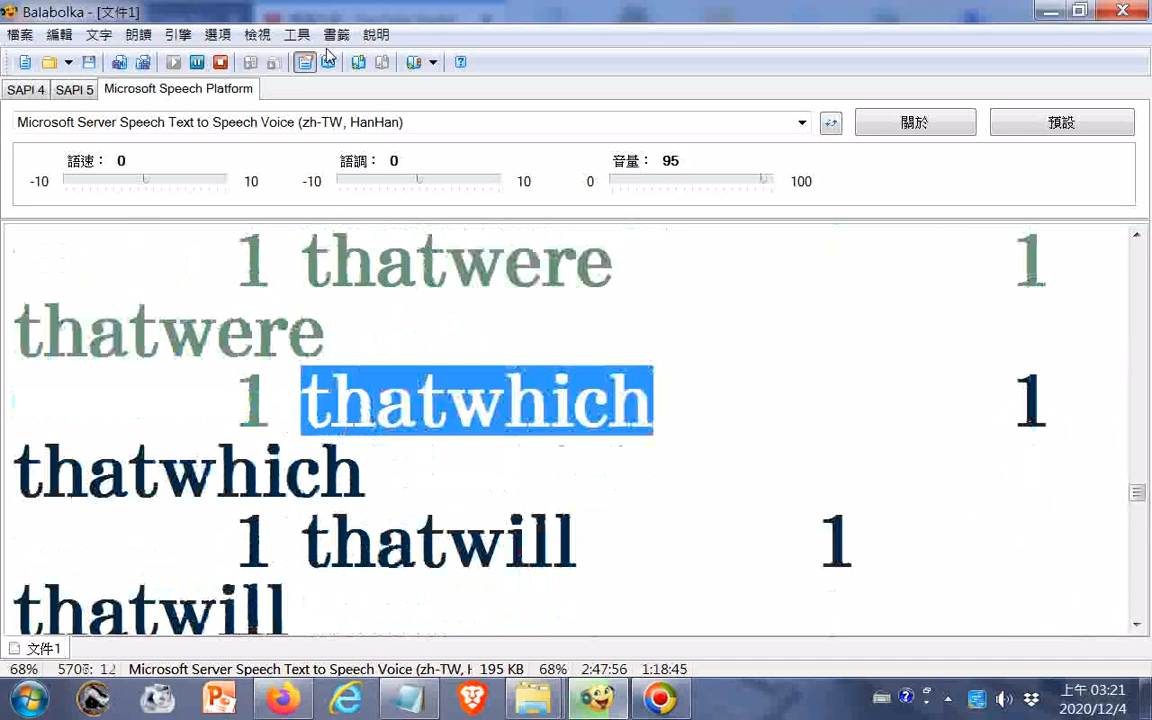 Balabolka - [文件1]
檔案 編輯 文字 朗讀 引擎 選項 檢視 工具 書籤 說明
SAPI 4 SAPI 5 Microsoft Speech Platform
Microsoft Server Speech Text to Speech Voice (zh-TW, HanHan) 關於 預設
語速： 0 語調： 0 音量： 95
-10 10 -10 10 0 100
1 thatwere 1
thatwere
1 thatwhich 1
thatwhich
1 thatwill 1
thatwill
文件1
68% Microsoft Server Speech Text to Speech Voice (zh-TW, 195 KB 68% 2:47:56 1:18:45
上午 03:21
2020/12/4